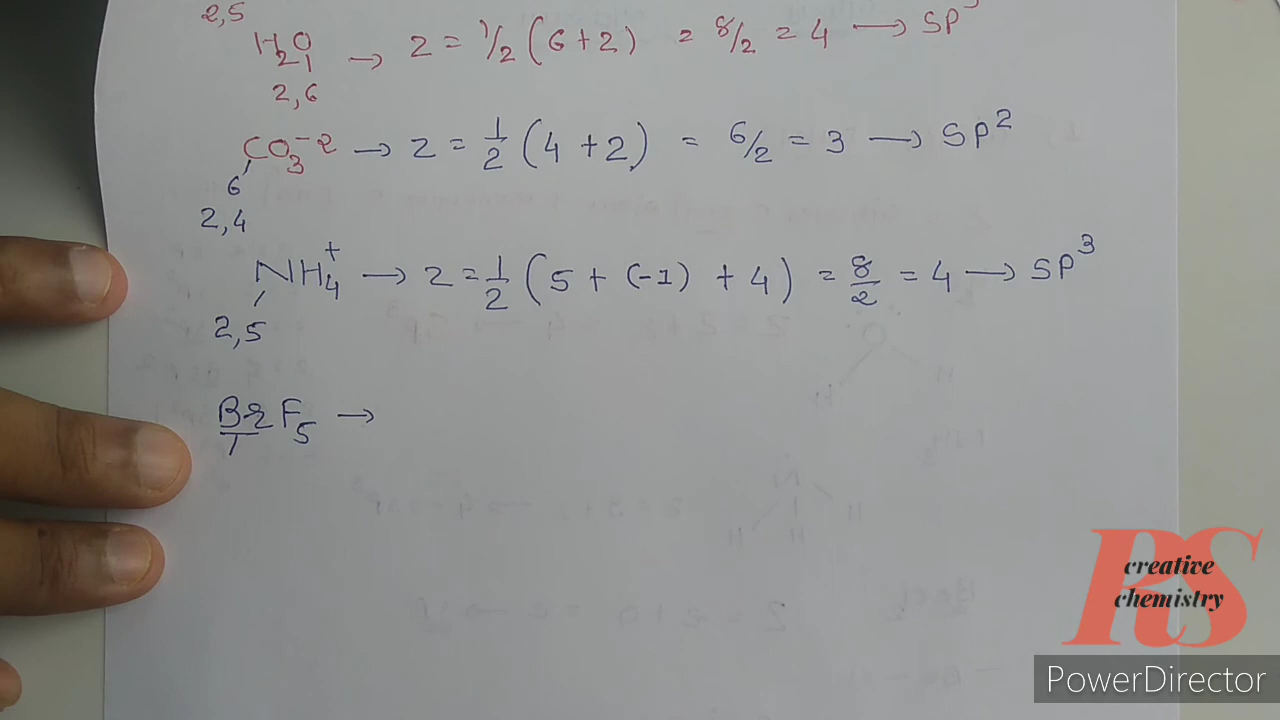 2,5
H2O → Z = 1/2 (6 + 2) = 8/2 = 4 → SP3
2,6
CO3-2 → Z = 1/2 (4 + 2) = 6/2 = 3 → SP2
6
2,4
NH4+ → Z = 1/2 (5 + (-1) + 4) = 8/2 = 4 → SP3
2,5
BrF5 →
RS
creative
chemistry
PowerDirector